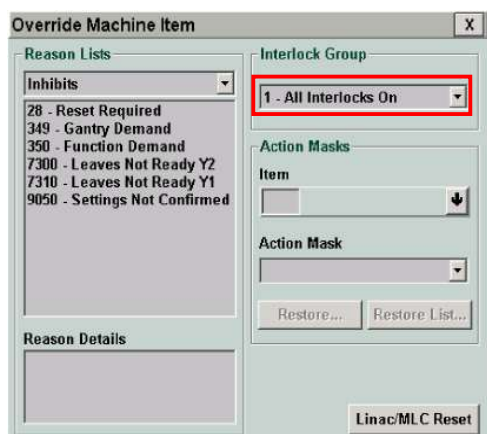 Override Machine Item
X
Reason Lists
Inhibits
28 - Reset Required
349 - Gantry Demand
350 - Function Demand
7300 - Leaves Not Ready Y2
7310 - Leaves Not Ready Y1
9050 - Settings Not Confirmed
Reason Details
Interlock Group
1 - All Interlocks On
Action Masks
Item
Action Mask
Restore...
Restore List...
Linac/MLC Reset